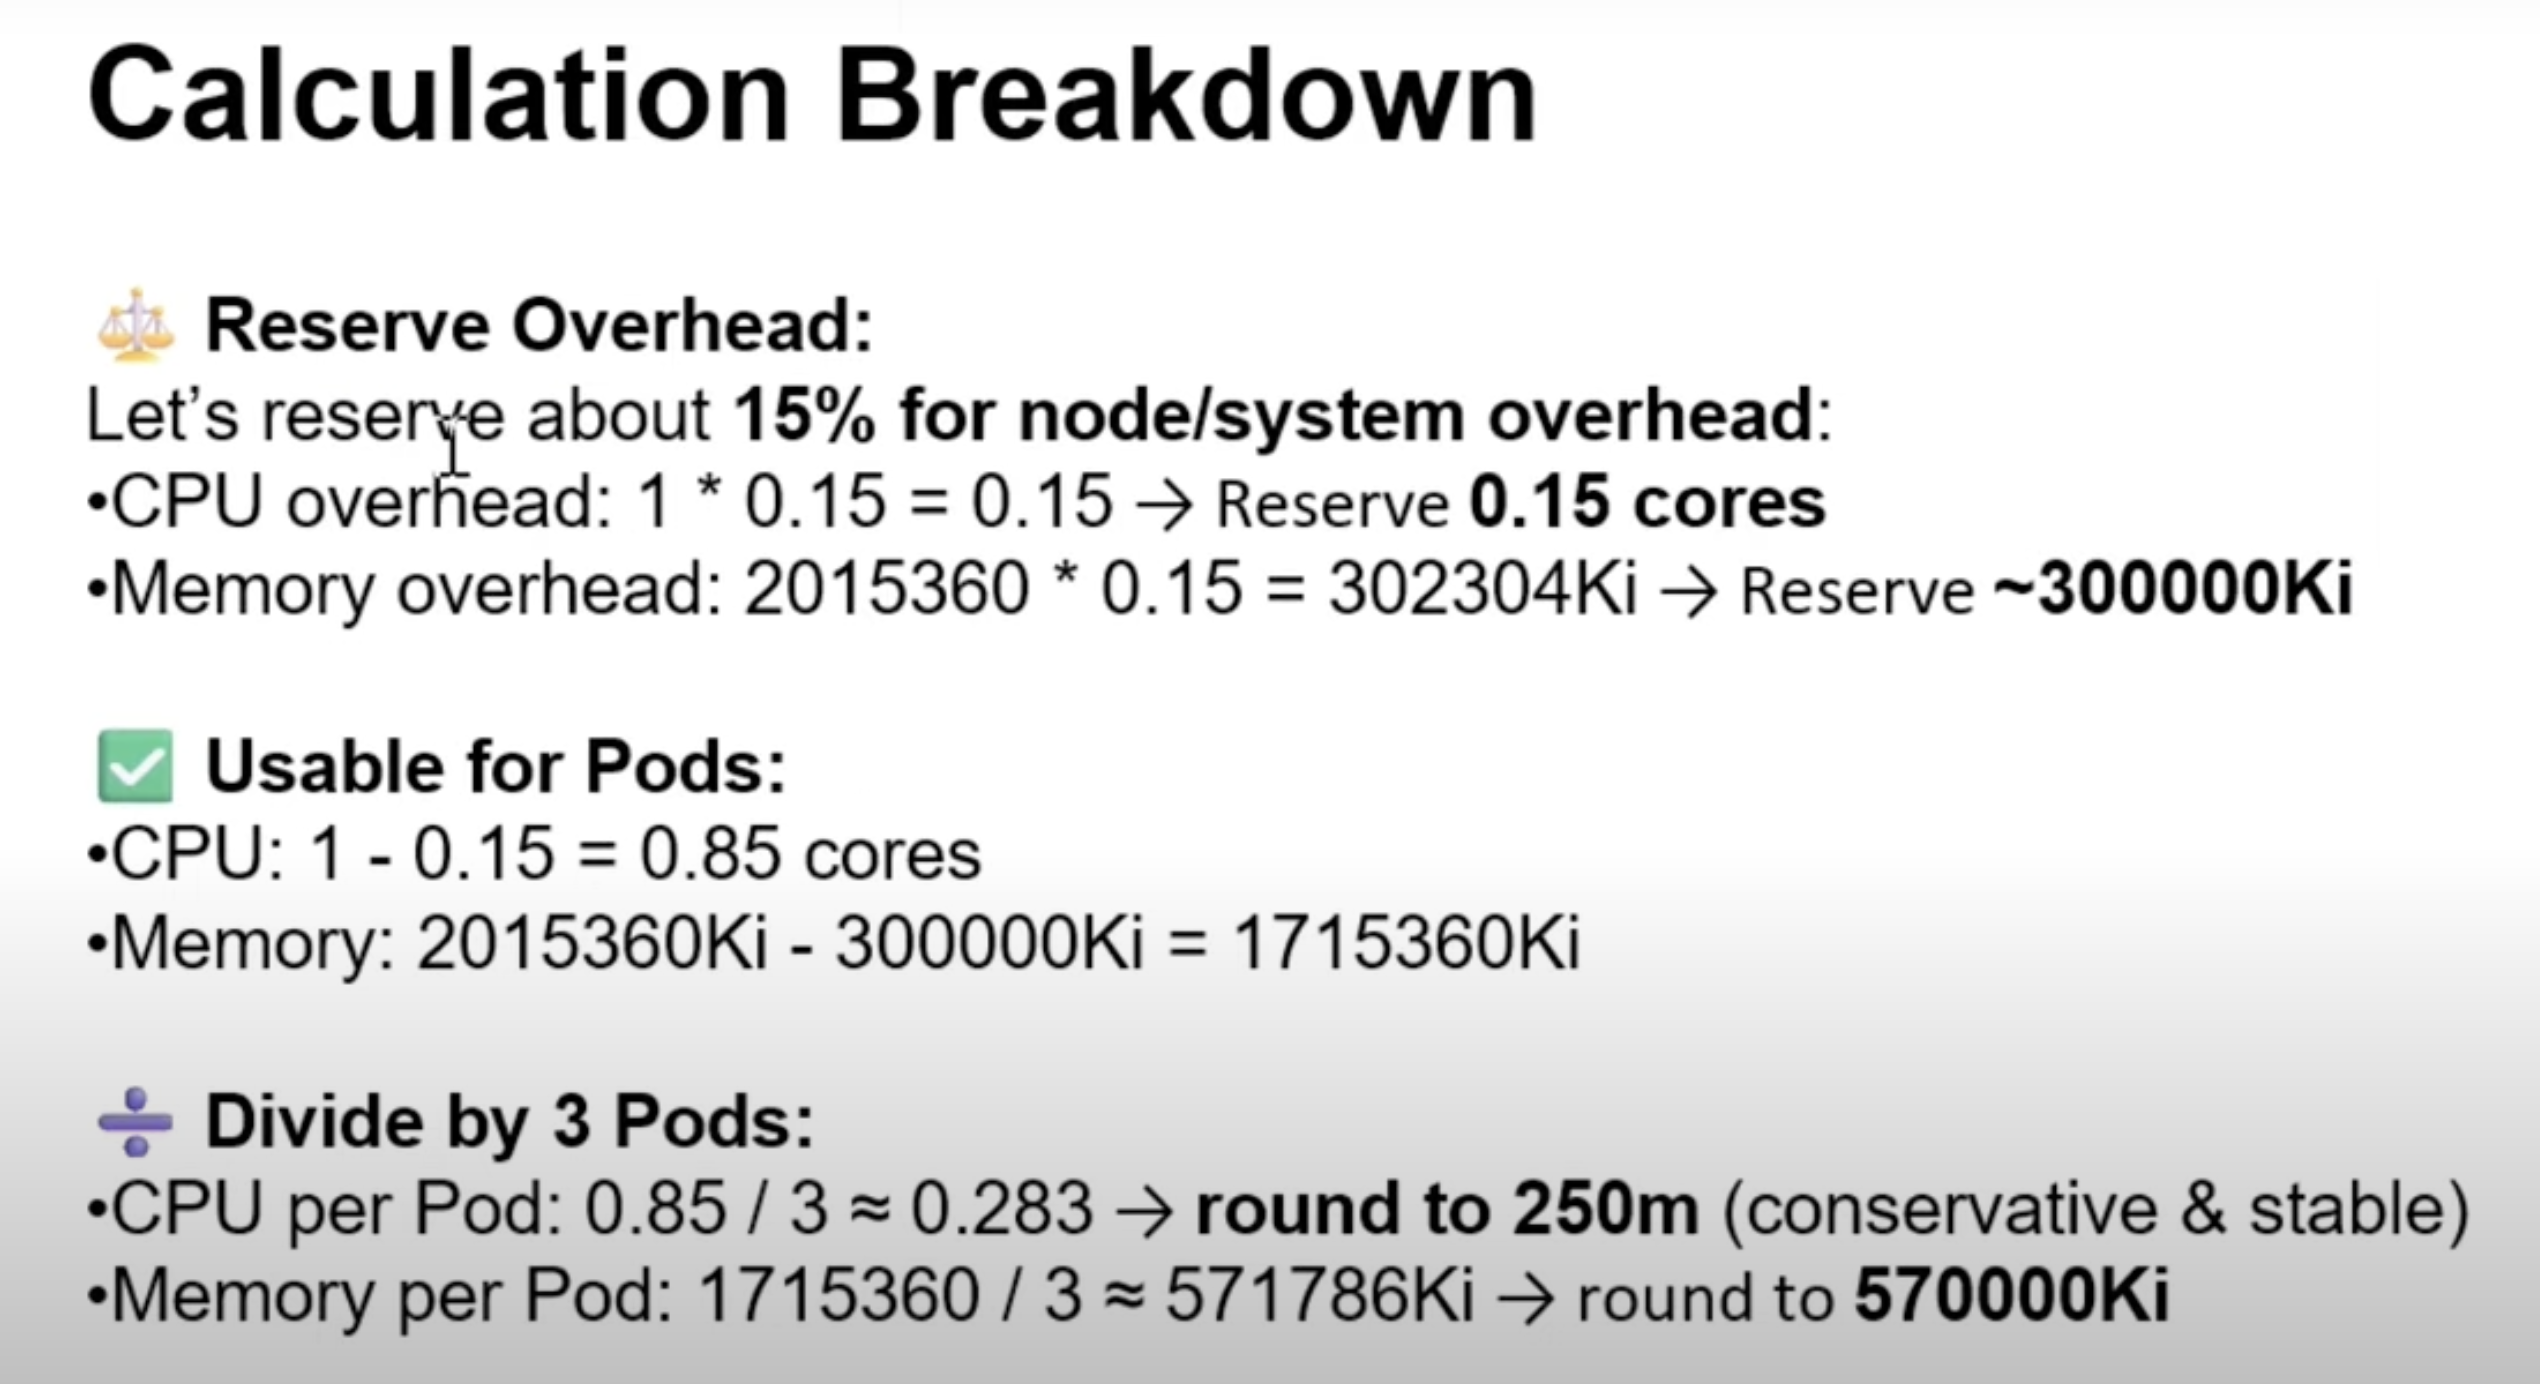 Calculation Breakdown
⚖️ Reserve Overhead:
Let’s reserve about 15% for node/system overhead:
•CPU overhead: 1 * 0.15 = 0.15 → Reserve 0.15 cores
•Memory overhead: 2015360 * 0.15 = 302304Ki → Reserve ~300000Ki
✅ Usable for Pods:
•CPU: 1 - 0.15 = 0.85 cores
•Memory: 2015360Ki - 300000Ki = 1715360Ki
➗ Divide by 3 Pods:
•CPU per Pod: 0.85 / 3 ≈ 0.283 → round to 250m (conservative & stable)
•Memory per Pod: 1715360 / 3 ≈ 571786Ki → round to 570000Ki